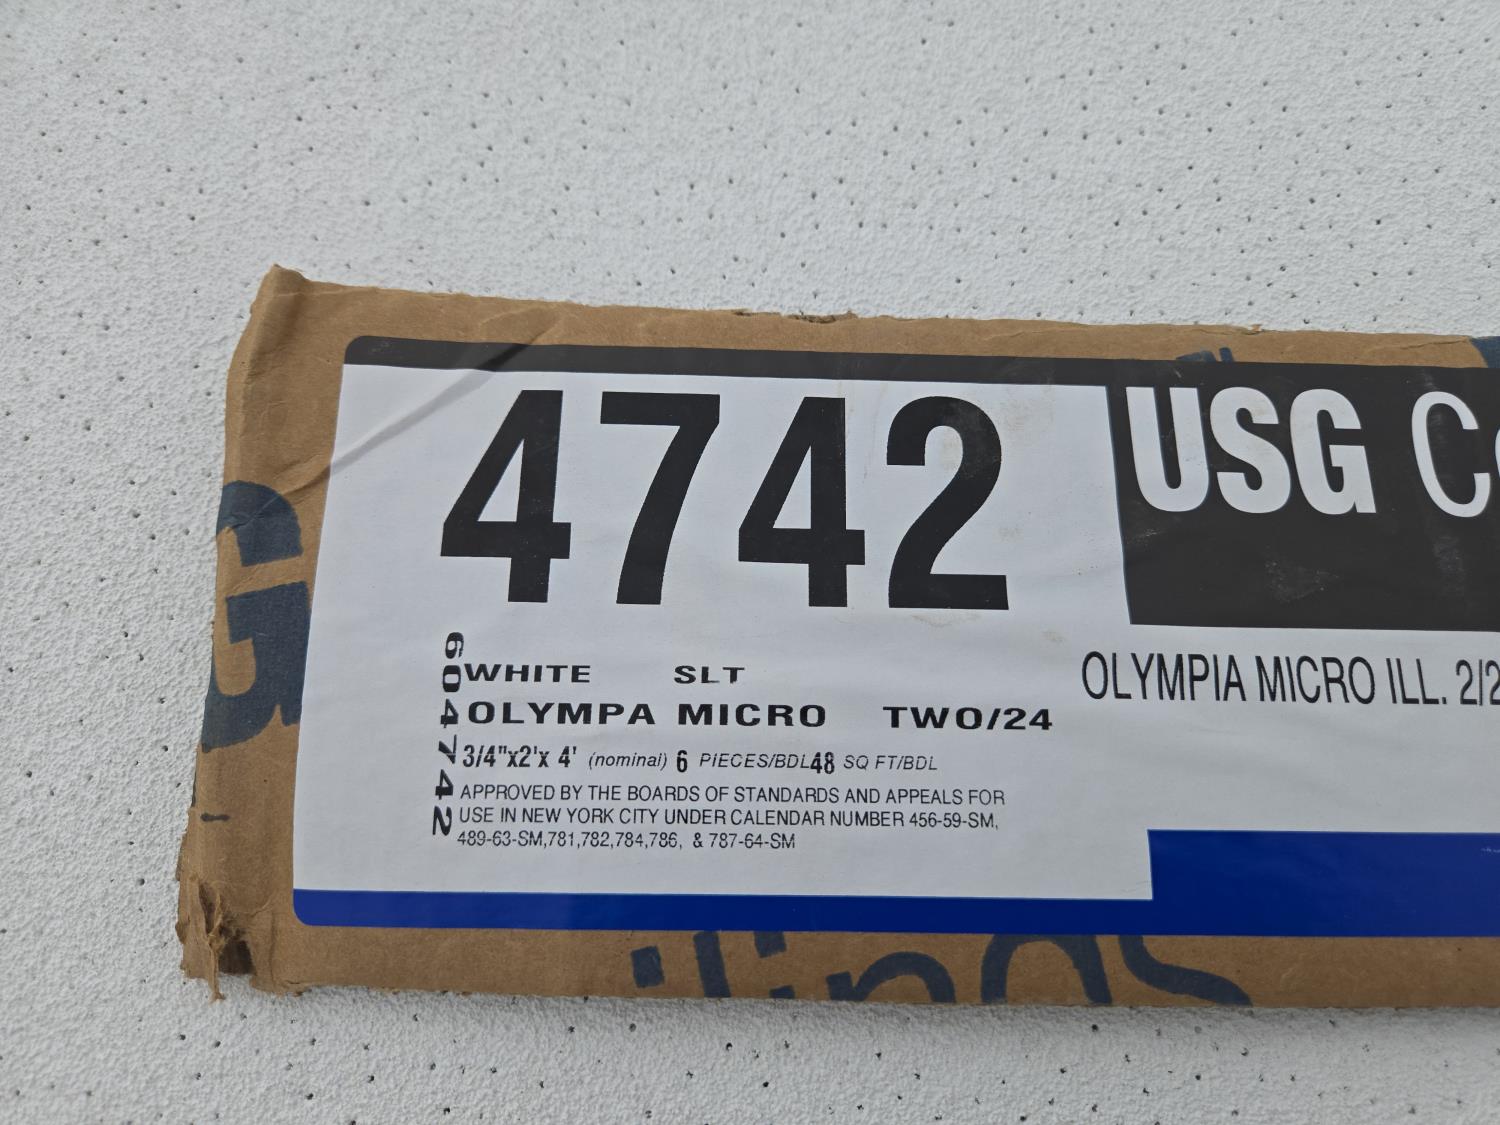 4742
USG C
604742
WHITE SLT
OLYMPA MICRO TWO/24
3/4"x2'x 4' (nominal) 6 PIECES/BDL48 SQ FT/BDL
APPROVED BY THE BOARDS OF STANDARDS AND APPEALS FOR
USE IN NEW YORK CITY UNDER CALENDAR NUMBER 456-59-SM,
489-63-SM,781,782,784,786, & 787-64-SM
OLYMPIA MICRO ILL. 2/2
G
ilings